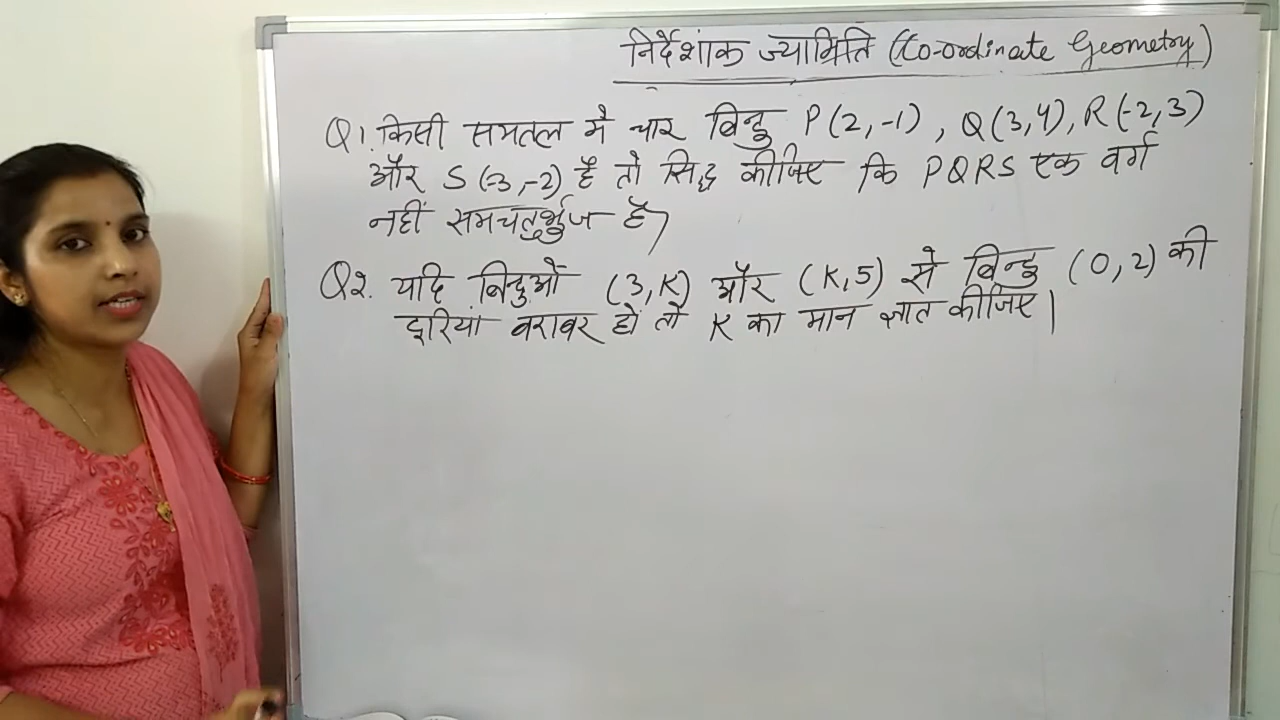 निर्देशांक ज्यामिति (Co-ordinate Geometry)
Q1. किसी समतल मे चार बिन्दु P(2,-1), Q(3,4), R(-2,3)
और S(-3,-2) है तो सिद्ध कीजिए कि PQRS एक वर्ग
नहीं समचतुर्भुज है।
Q2. यदि बिन्दुओं (3,K) और (K,5) से बिन्दु (0,2) की
दूरियां बराबर हों तो K का मान ज्ञात कीजिए।